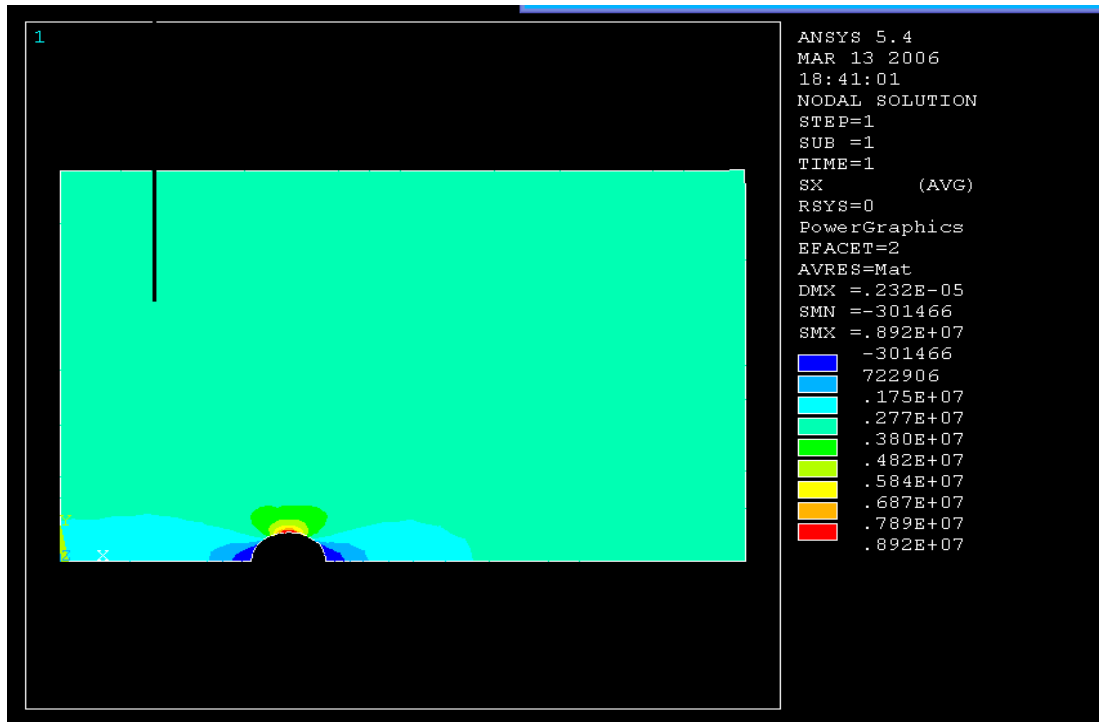 1
ANSYS 5.4
MAR 13 2006
18:41:01
NODAL SOLUTION
STEP=1
SUB =1
TIME=1
SX (AVG)
RSYS=0
PowerGraphics
EFACET=2
AVRES=Mat
DMX =.232E-05
SMN =-301466
SMX =.892E+07
-301466
722906
.175E+07
.277E+07
.380E+07
.482E+07
.584E+07
.687E+07
.789E+07
.892E+07
Y
Z X